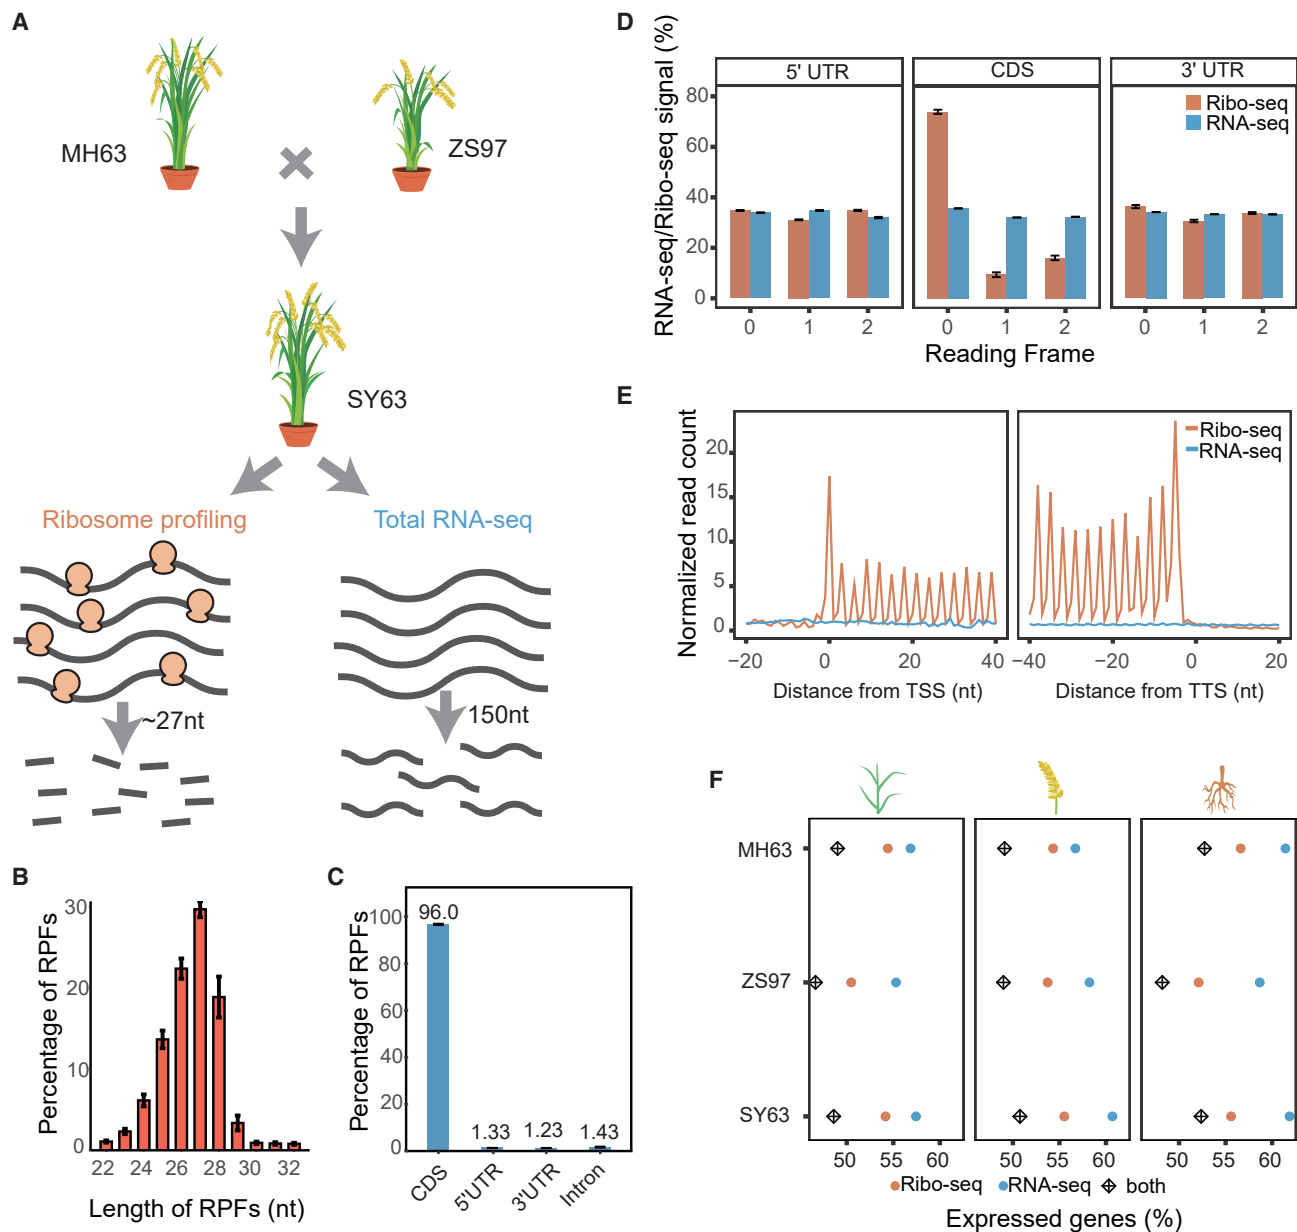 A
MH63
ZS97
SY63
Ribosome profiling
Total RNA-seq
~27nt
150nt
B
Percentage of RPFs
30
20
10
0
22 24 26 28 30 32
Length of RPFs (nt)
C
Percentage of RPFs
100
80
60
40
20
0
96.0
1.33
1.23
1.43
CDS
5'UTR
3'UTR
Intron
D
RNA-seq/Ribo-seq signal (%)
5' UTR
CDS
3' UTR
Ribo-seq
RNA-seq
80
60
40
20
0
0 1 2
0 1 2
0 1 2
Reading Frame
E
Normalized read count
20
15
10
5
0
Ribo-seq
RNA-seq
−20 0 20 40
−40 −20 0 20
Distance from TSS (nt)
Distance from TTS (nt)
F
MH63
ZS97
SY63
50 55 60
50 55 60
50 55 60
Ribo-seq RNA-seq both
Expressed genes (%)